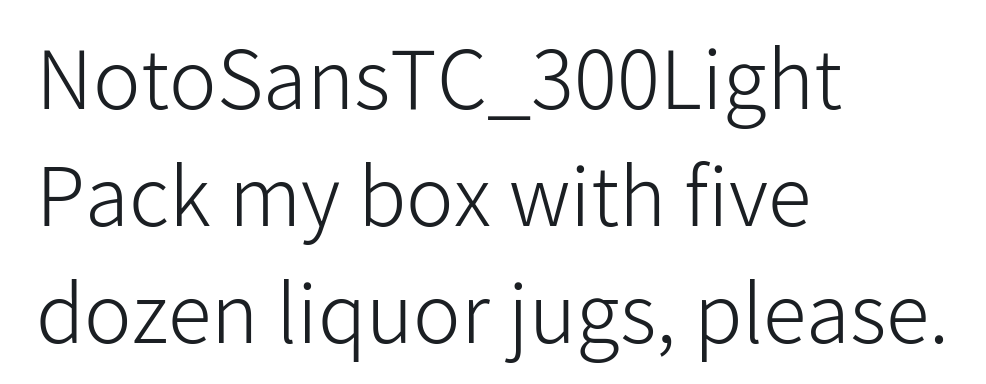 NotoSansTC_300Light
Pack my box with five
dozen liquor jugs, please.